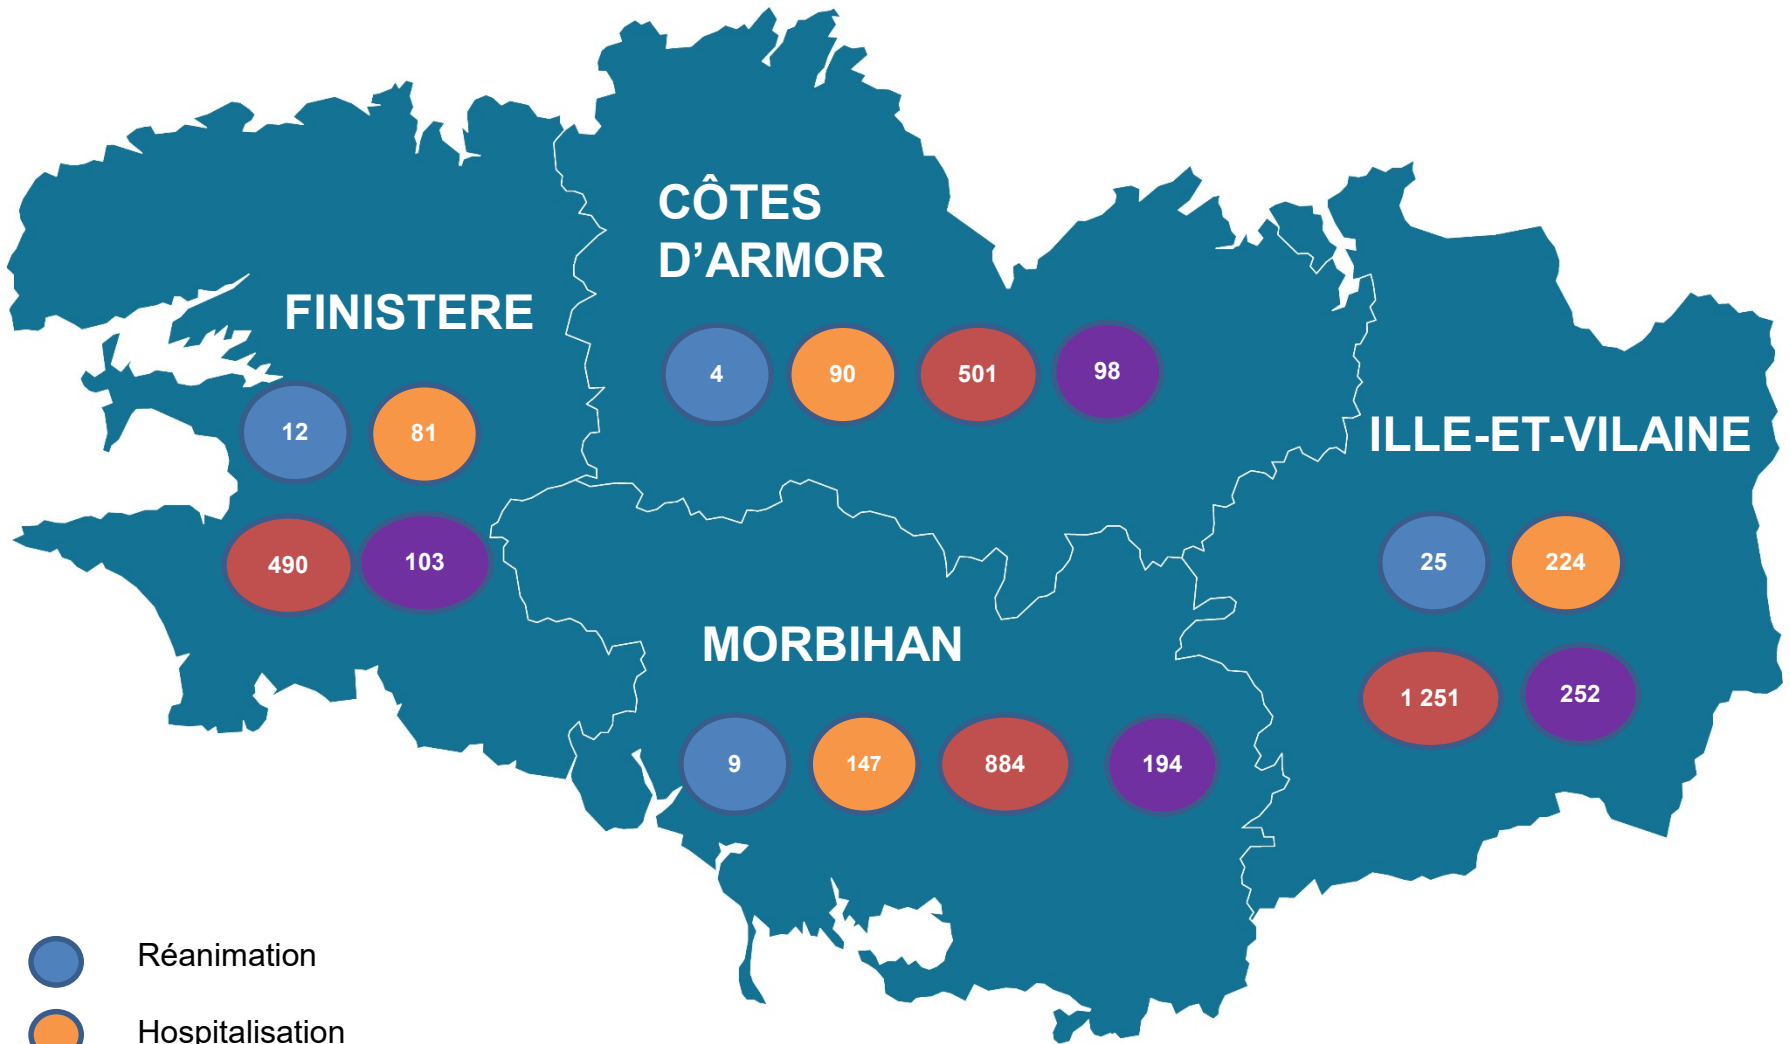 CÔTES
D’ARMOR
4 90 501 98
FINISTERE
12 81
490 103
ILLE-ET-VILAINE
25 224
1 251 252
MORBIHAN
9 147 884 194
Réanimation
Hospitalisation